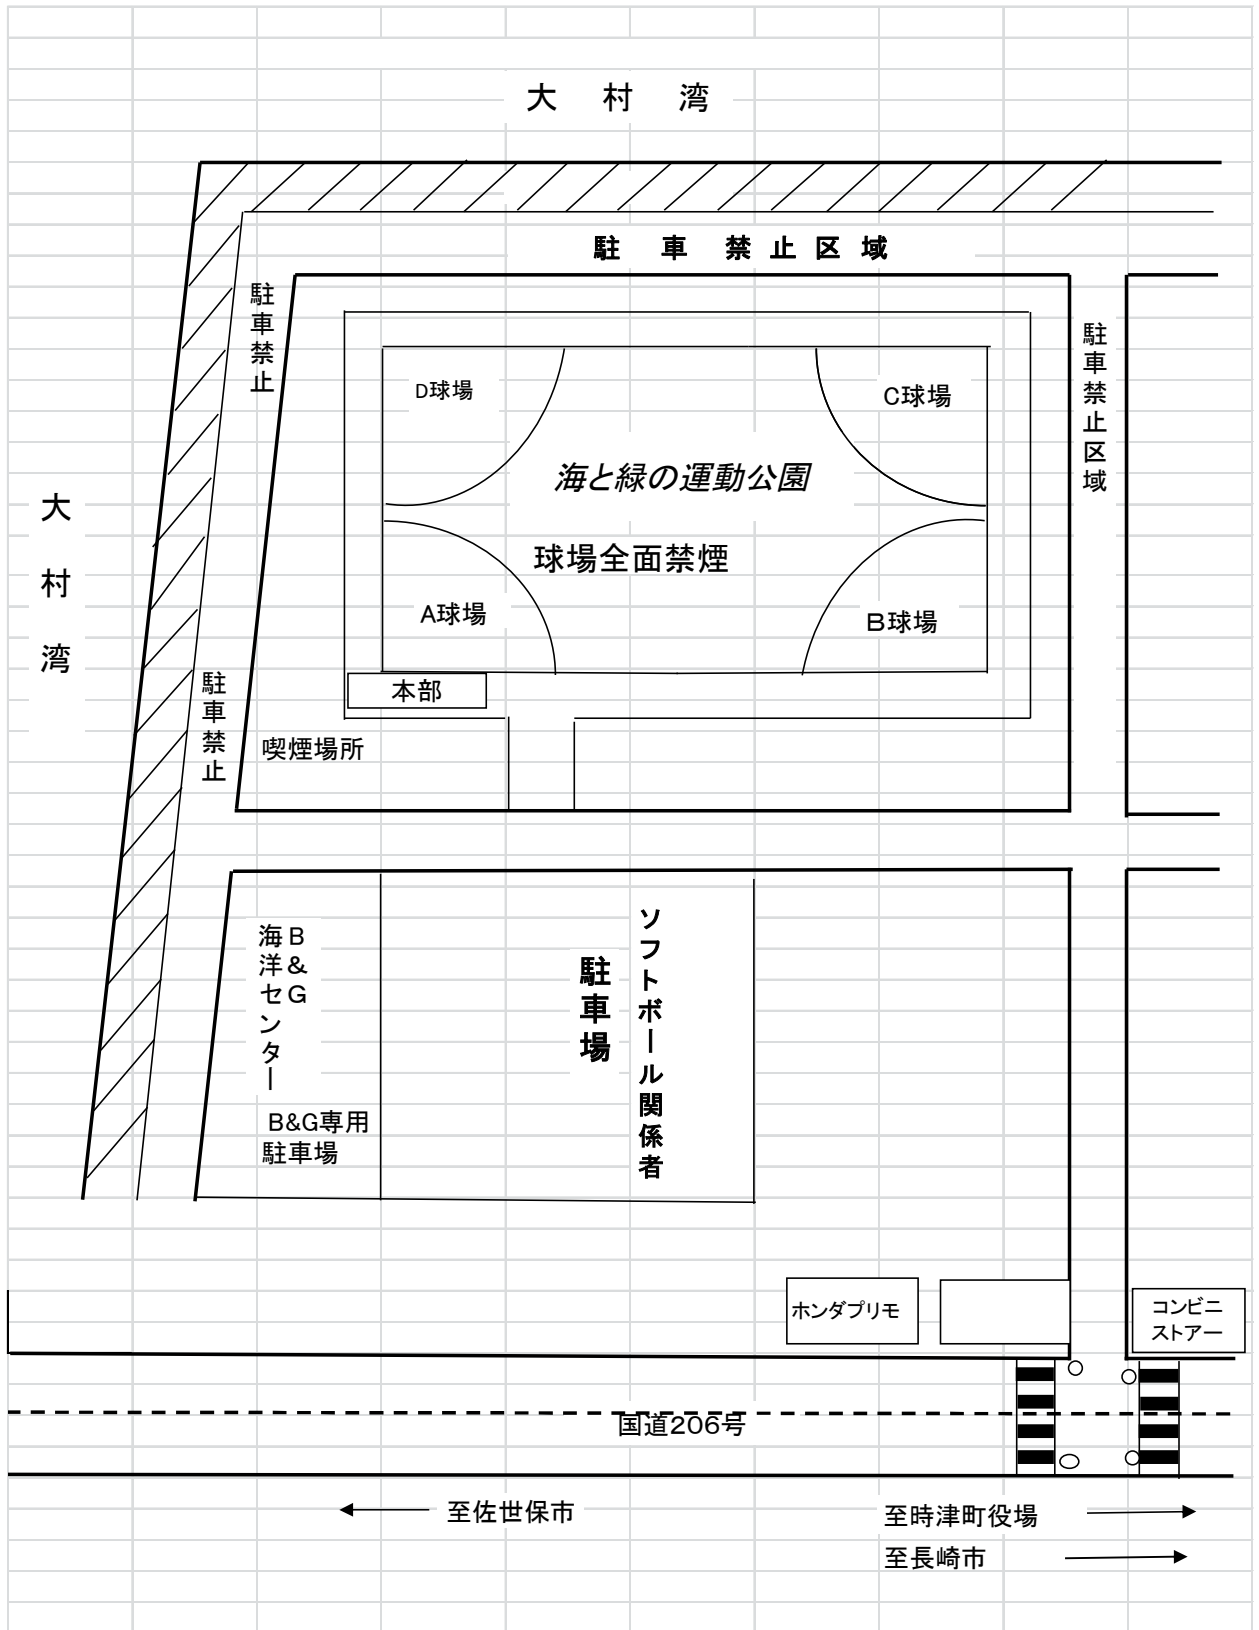 大 村 湾
駐 車 禁 止 区 域
駐車禁止
駐車禁止区域
D球場
C球場
海と緑の運動公園
大村湾
球場全面禁煙
A球場
B球場
駐車禁止
本部
喫煙場所
B&G
海洋センター
ソフトボール関係者
駐車場
B&G専用
駐車場
ホンダプリモ
コンビニ
ストアー
国道206号
至佐世保市
至時津町役場
至長崎市